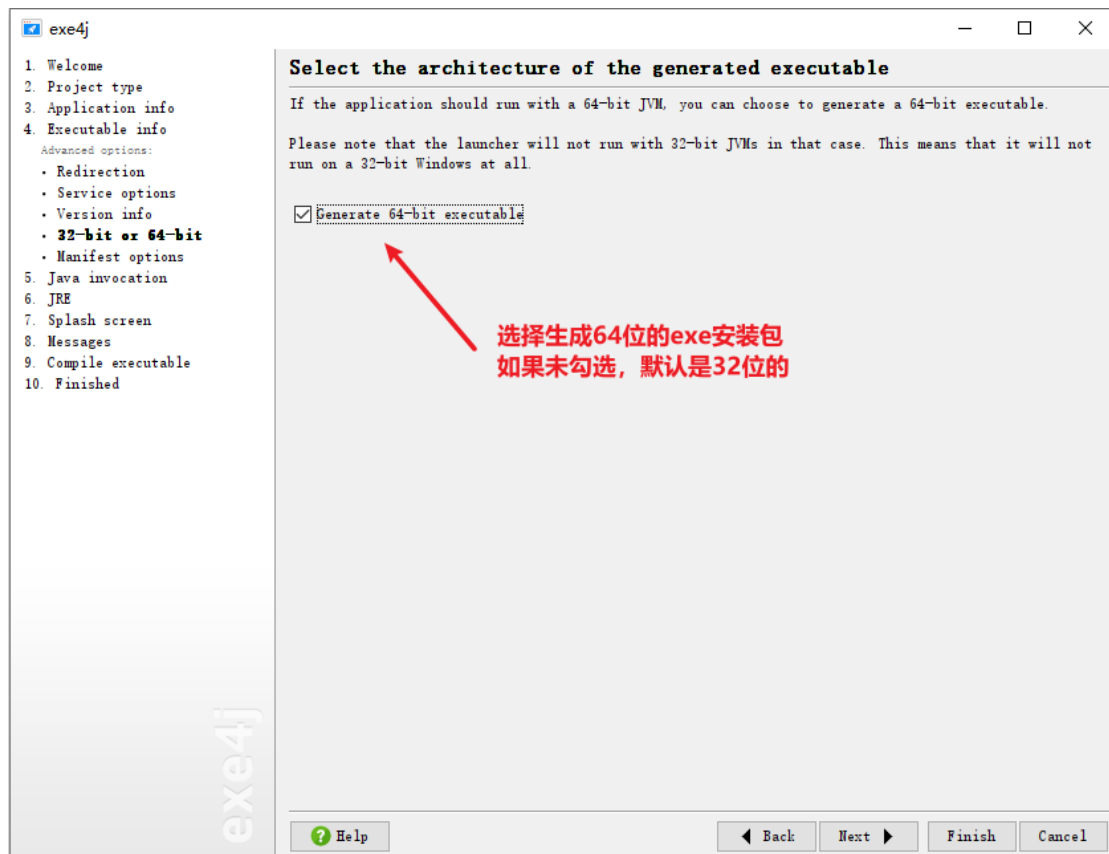 exe4j
1. Welcome
2. Project type
3. Application info
4. Executable info
Advanced options:
· Redirection
· Service options
· Version info
· 32-bit or 64-bit
· Manifest options
5. Java invocation
6. JRE
7. Splash screen
8. Messages
9. Compile executable
10. Finished
exe4j
Select the architecture of the generated executable
If the application should run with a 64-bit JVM, you can choose to generate a 64-bit executable.
Please note that the launcher will not run with 32-bit JVMs in that case. This means that it will not
run on a 32-bit Windows at all.
Generate 64-bit executable
选择生成64位的exe安装包
如果未勾选，默认是32位的
Help
Back
Next
Finish
Cancel